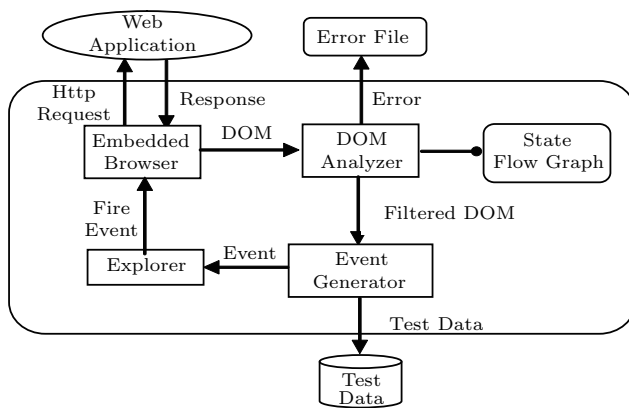 Web
Application
Error File
Http
Request
Response
Error
DOM
Embedded
Browser
DOM
Analyzer
State
Flow Graph
Fire
Event
Filtered DOM
Explorer
Event
Event
Generator
Test Data
Test
Data